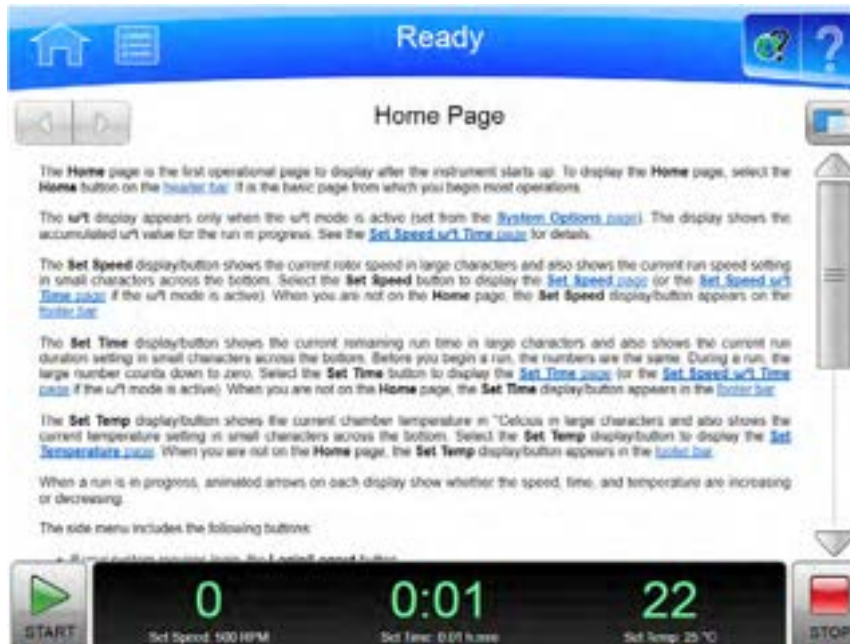 Ready
Home Page
The Home page is the first operational page to display after the instrument starts up. To display the Home page, select the
Home button on the header bar. It is the basic page from which you begin most operations.
The ω²t display appears only when the ω²t mode is active (set from the System Options page). The display shows the
accumulated ω²t value for the run in progress. See the Set Speed ω²t Time page for details.
The Set Speed display/button shows the current rotor speed in large characters and also shows the current run speed setting
in small characters across the bottom. Select the Set Speed button to display the Set Speed page (or the Set Speed ω²t
Time page if the ω²t mode is active). When you are not on the Home page, the Set Speed display/button appears on the
footer bar.
The Set Time display/button shows the current remaining run time in large characters and also shows the current run
duration setting in small characters across the bottom. Before you begin a run, the numbers are the same. During a run, the
large number counts down to zero. Select the Set Time button to display the Set Time page (or the Set Speed ω²t Time
page if the ω²t mode is active). When you are not on the Home page, the Set Time display/button appears in the footer bar.
The Set Temp display/button shows the current chamber temperature in °Celcius in large characters and also shows the
current temperature setting in small characters across the bottom. Select the Set Temp display/button to display the Set
Temperature page. When you are not on the Home page, the Set Temp display/button appears in the footer bar.
When a run is in progress, animated arrows on each display show whether the speed, time, and temperature are increasing
or decreasing.
The side menu includes the following buttons:
START
0
0:01
22
STOP
Set Speed: 500 RPM
Set Time: 0:01 h:mm
Set Temp: 25 °C